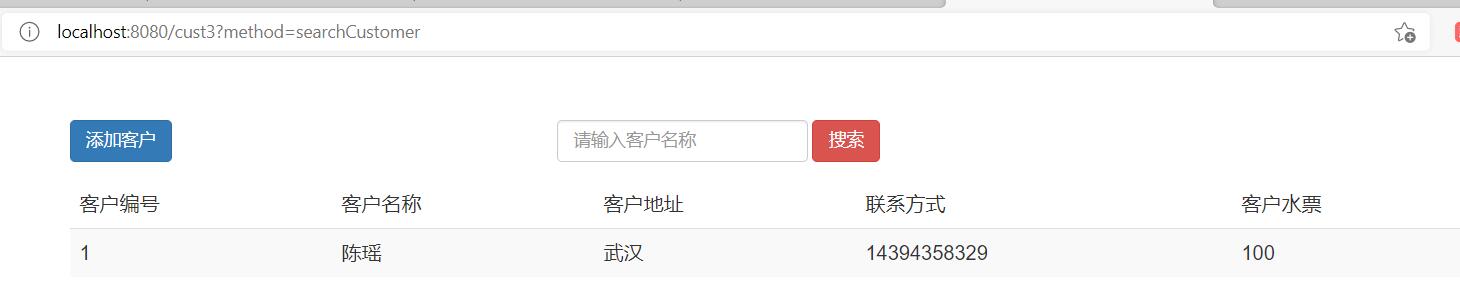 localhost:8080/cust3?method=searchCustomer
添加客户 请输入客户名称 搜索
客户编号 客户名称 客户地址 联系方式 客户水票
1 陈瑶 武汉 14394358329 100